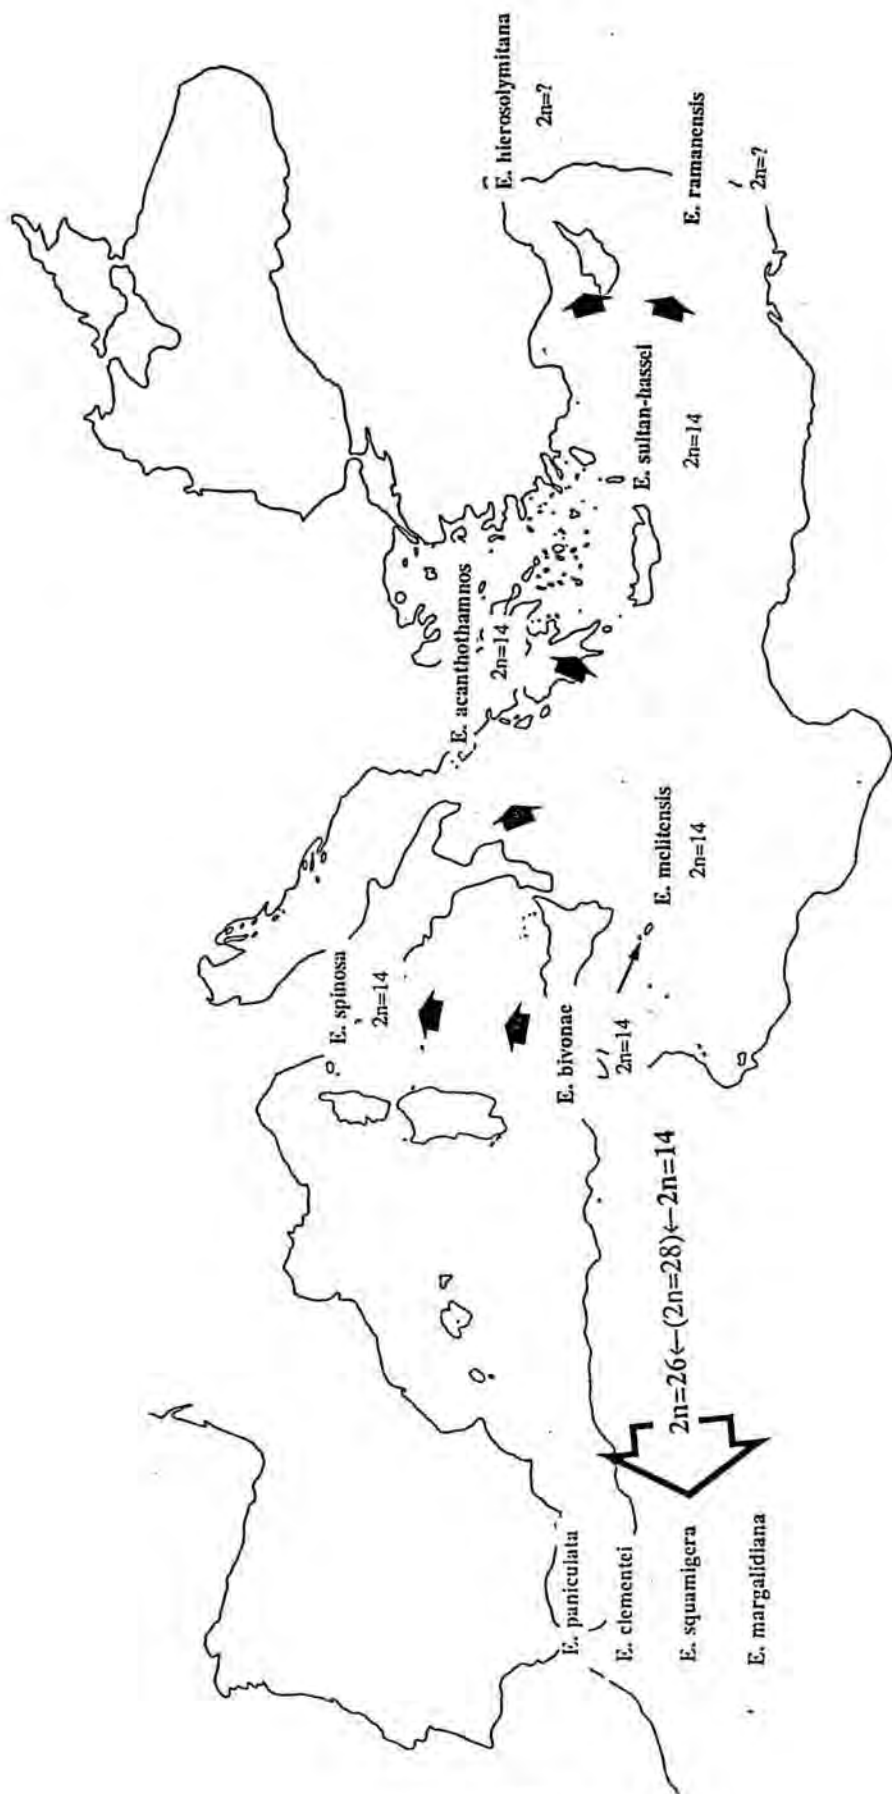 E. hierosolymitana
2n=?
E. ramanensis
2n=?
E. sultan-hassei
2n=14
E. acanthothamnos
2n=14
E. spinosa
2n=14
E. melitensis
2n=14
E. bivonae
2n=14
2n=26←(2n=28)←2n=14
E. paniculata
E. clementei
E. squamigera
E. margalidiana